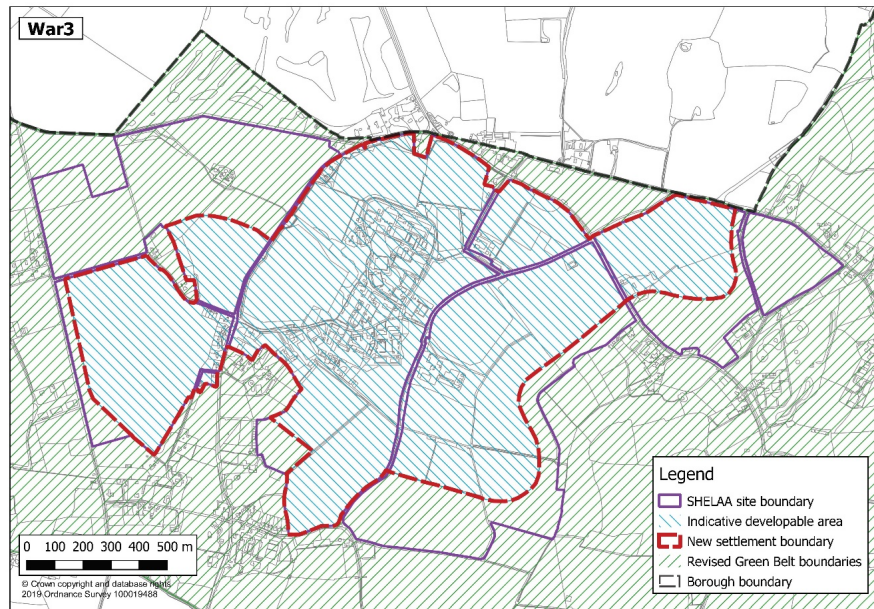 War3
Legend
SHELAA site boundary
Indicative developable area
New settlement boundary
Revised Green Belt boundaries
Borough boundary
0 100 200 300 400 500 m
© Crown copyright and database rights
2019 Ordnance Survey 100019488